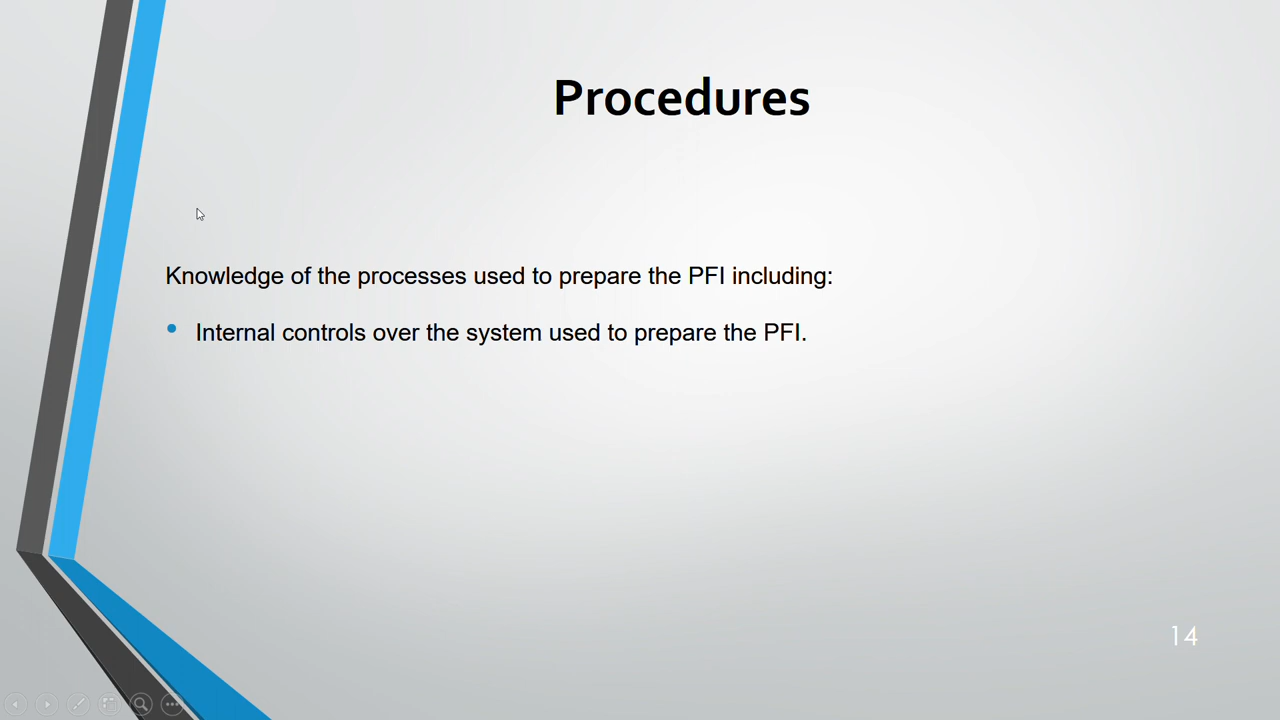 Procedures
Knowledge of the processes used to prepare the PFI including:
Internal controls over the system used to prepare the PFI.
14